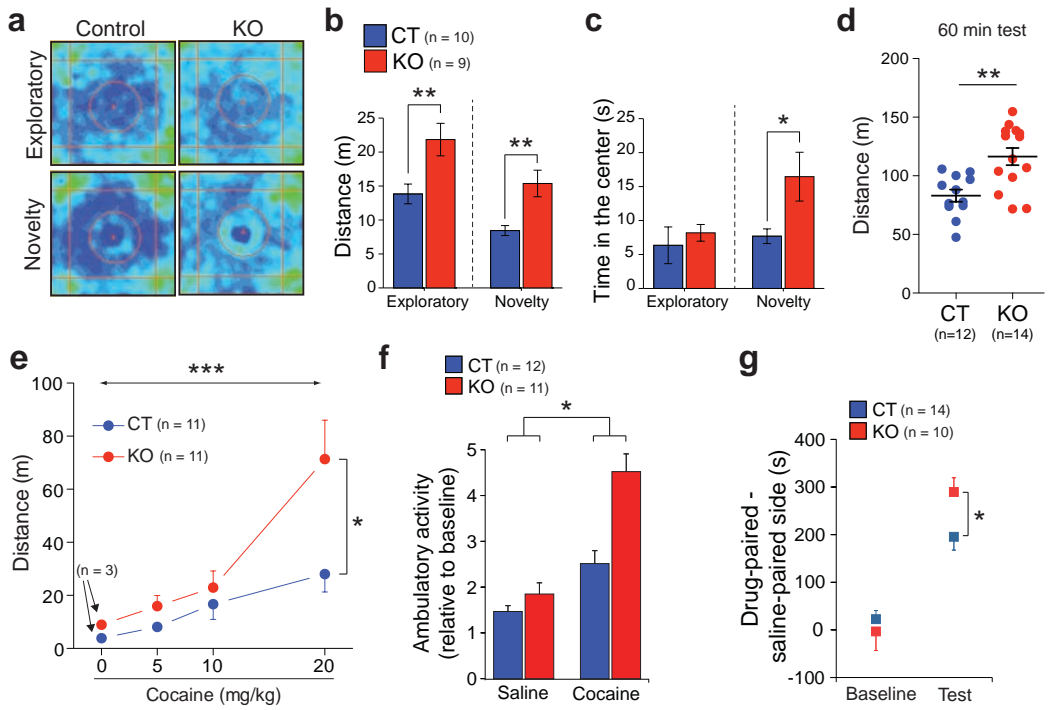 a
Control
KO
Exploratory
Novelty
b
CT (n = 10)
KO (n = 9)
Distance (m)
30
25
20
15
10
5
0
**
**
Exploratory
Novelty
c
Time in the center (s)
25
20
15
10
5
0
*
Exploratory
Novelty
d
60 min test
**
Distance (m)
200
150
100
50
0
CT
KO
(n=12)
(n=14)
e
***
Distance (m)
100
80
60
40
20
0
CT (n = 11)
KO (n = 11)
(n = 3)
*
0
5
10
20
Cocaine (mg/kg)
f
CT (n = 12)
KO (n = 11)
*
Ambulatory activity
(relative to baseline)
5
4
3
2
1
0
Saline
Cocaine
g
CT (n = 14)
KO (n = 10)
Drug-paired -
saline-paired side (s)
400
300
200
100
0
-100
*
Baseline
Test